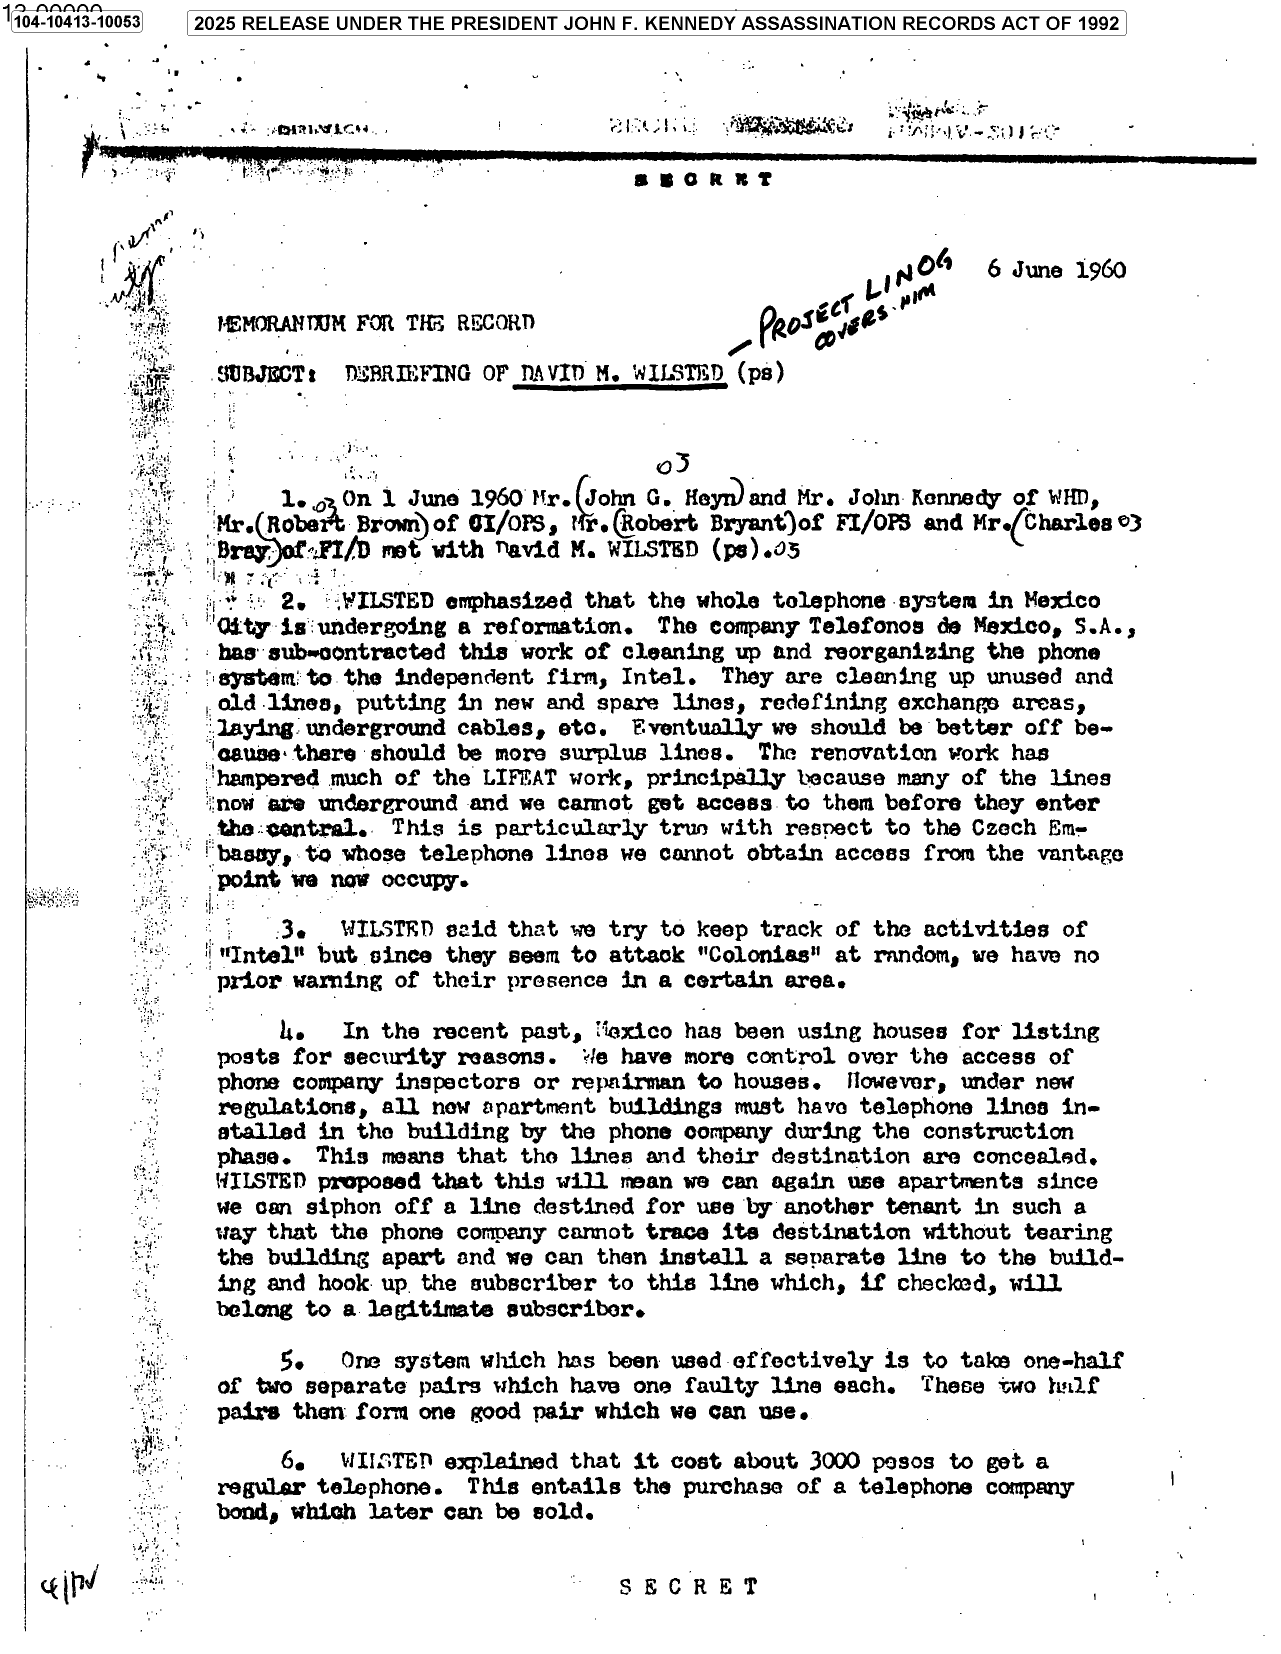 13-00000
104-10413-10053
2025 RELEASE UNDER THE PRESIDENT JOHN F. KENNEDY ASSASSINATION RECORDS ACT OF 1992
SECRET
6 June 1960
PROJECT LINOG
COVERS HIM
MEMORANDUM FOR THE RECORD
SUBJECT: DEBRIEFING OF DAVID M. WILSTED (ps)
03
1. 03 On 1 June 1960 Mr. (John G. Heyn) and Mr. John Kennedy of WHD,
Mr. (Robert Brown) of CI/OPS, Mr. (Robert Bryant) of FI/OPS and Mr. (Charles 03
Bray) of FI/D met with David M. WILSTED (ps). 03
2. WILSTED emphasized that the whole telephone system in Mexico
City is undergoing a reformation. The company Telefonos de Mexico, S.A.,
has sub-contracted this work of cleaning up and reorganizing the phone
system to the independent firm, Intel. They are cleaning up unused and
old lines, putting in new and spare lines, redefining exchange areas,
laying underground cables, etc. Eventually we should be better off be-
cause there should be more surplus lines. The renovation work has
hampered much of the LIFEAT work, principally because many of the lines
now are underground and we cannot get access to them before they enter
the central. This is particularly true with respect to the Czech Em-
bassy, to whose telephone lines we cannot obtain access from the vantage
point we now occupy.
3. WILSTED said that we try to keep track of the activities of
"Intel" but since they seem to attack "Colonias" at random, we have no
prior warning of their presence in a certain area.
4. In the recent past, Mexico has been using houses for listing
posts for security reasons. We have more control over the access of
phone company inspectors or repairman to houses. However, under new
regulations, all new apartment buildings must have telephone lines in-
stalled in the building by the phone company during the construction
phase. This means that the lines and their destination are concealed.
WILSTED proposed that this will mean we can again use apartments since
we can siphon off a line destined for use by another tenant in such a
way that the phone company cannot trace its destination without tearing
the building apart and we can then install a separate line to the build-
ing and hook up the subscriber to this line which, if checked, will
belong to a legitimate subscriber.
5. One system which has been used effectively is to take one-half
of two separate pairs which have one faulty line each. These two half
pairs then form one good pair which we can use.
6. WILSTED explained that it cost about 3000 pesos to get a
regular telephone. This entails the purchase of a telephone company
bond, which later can be sold.
SECRET